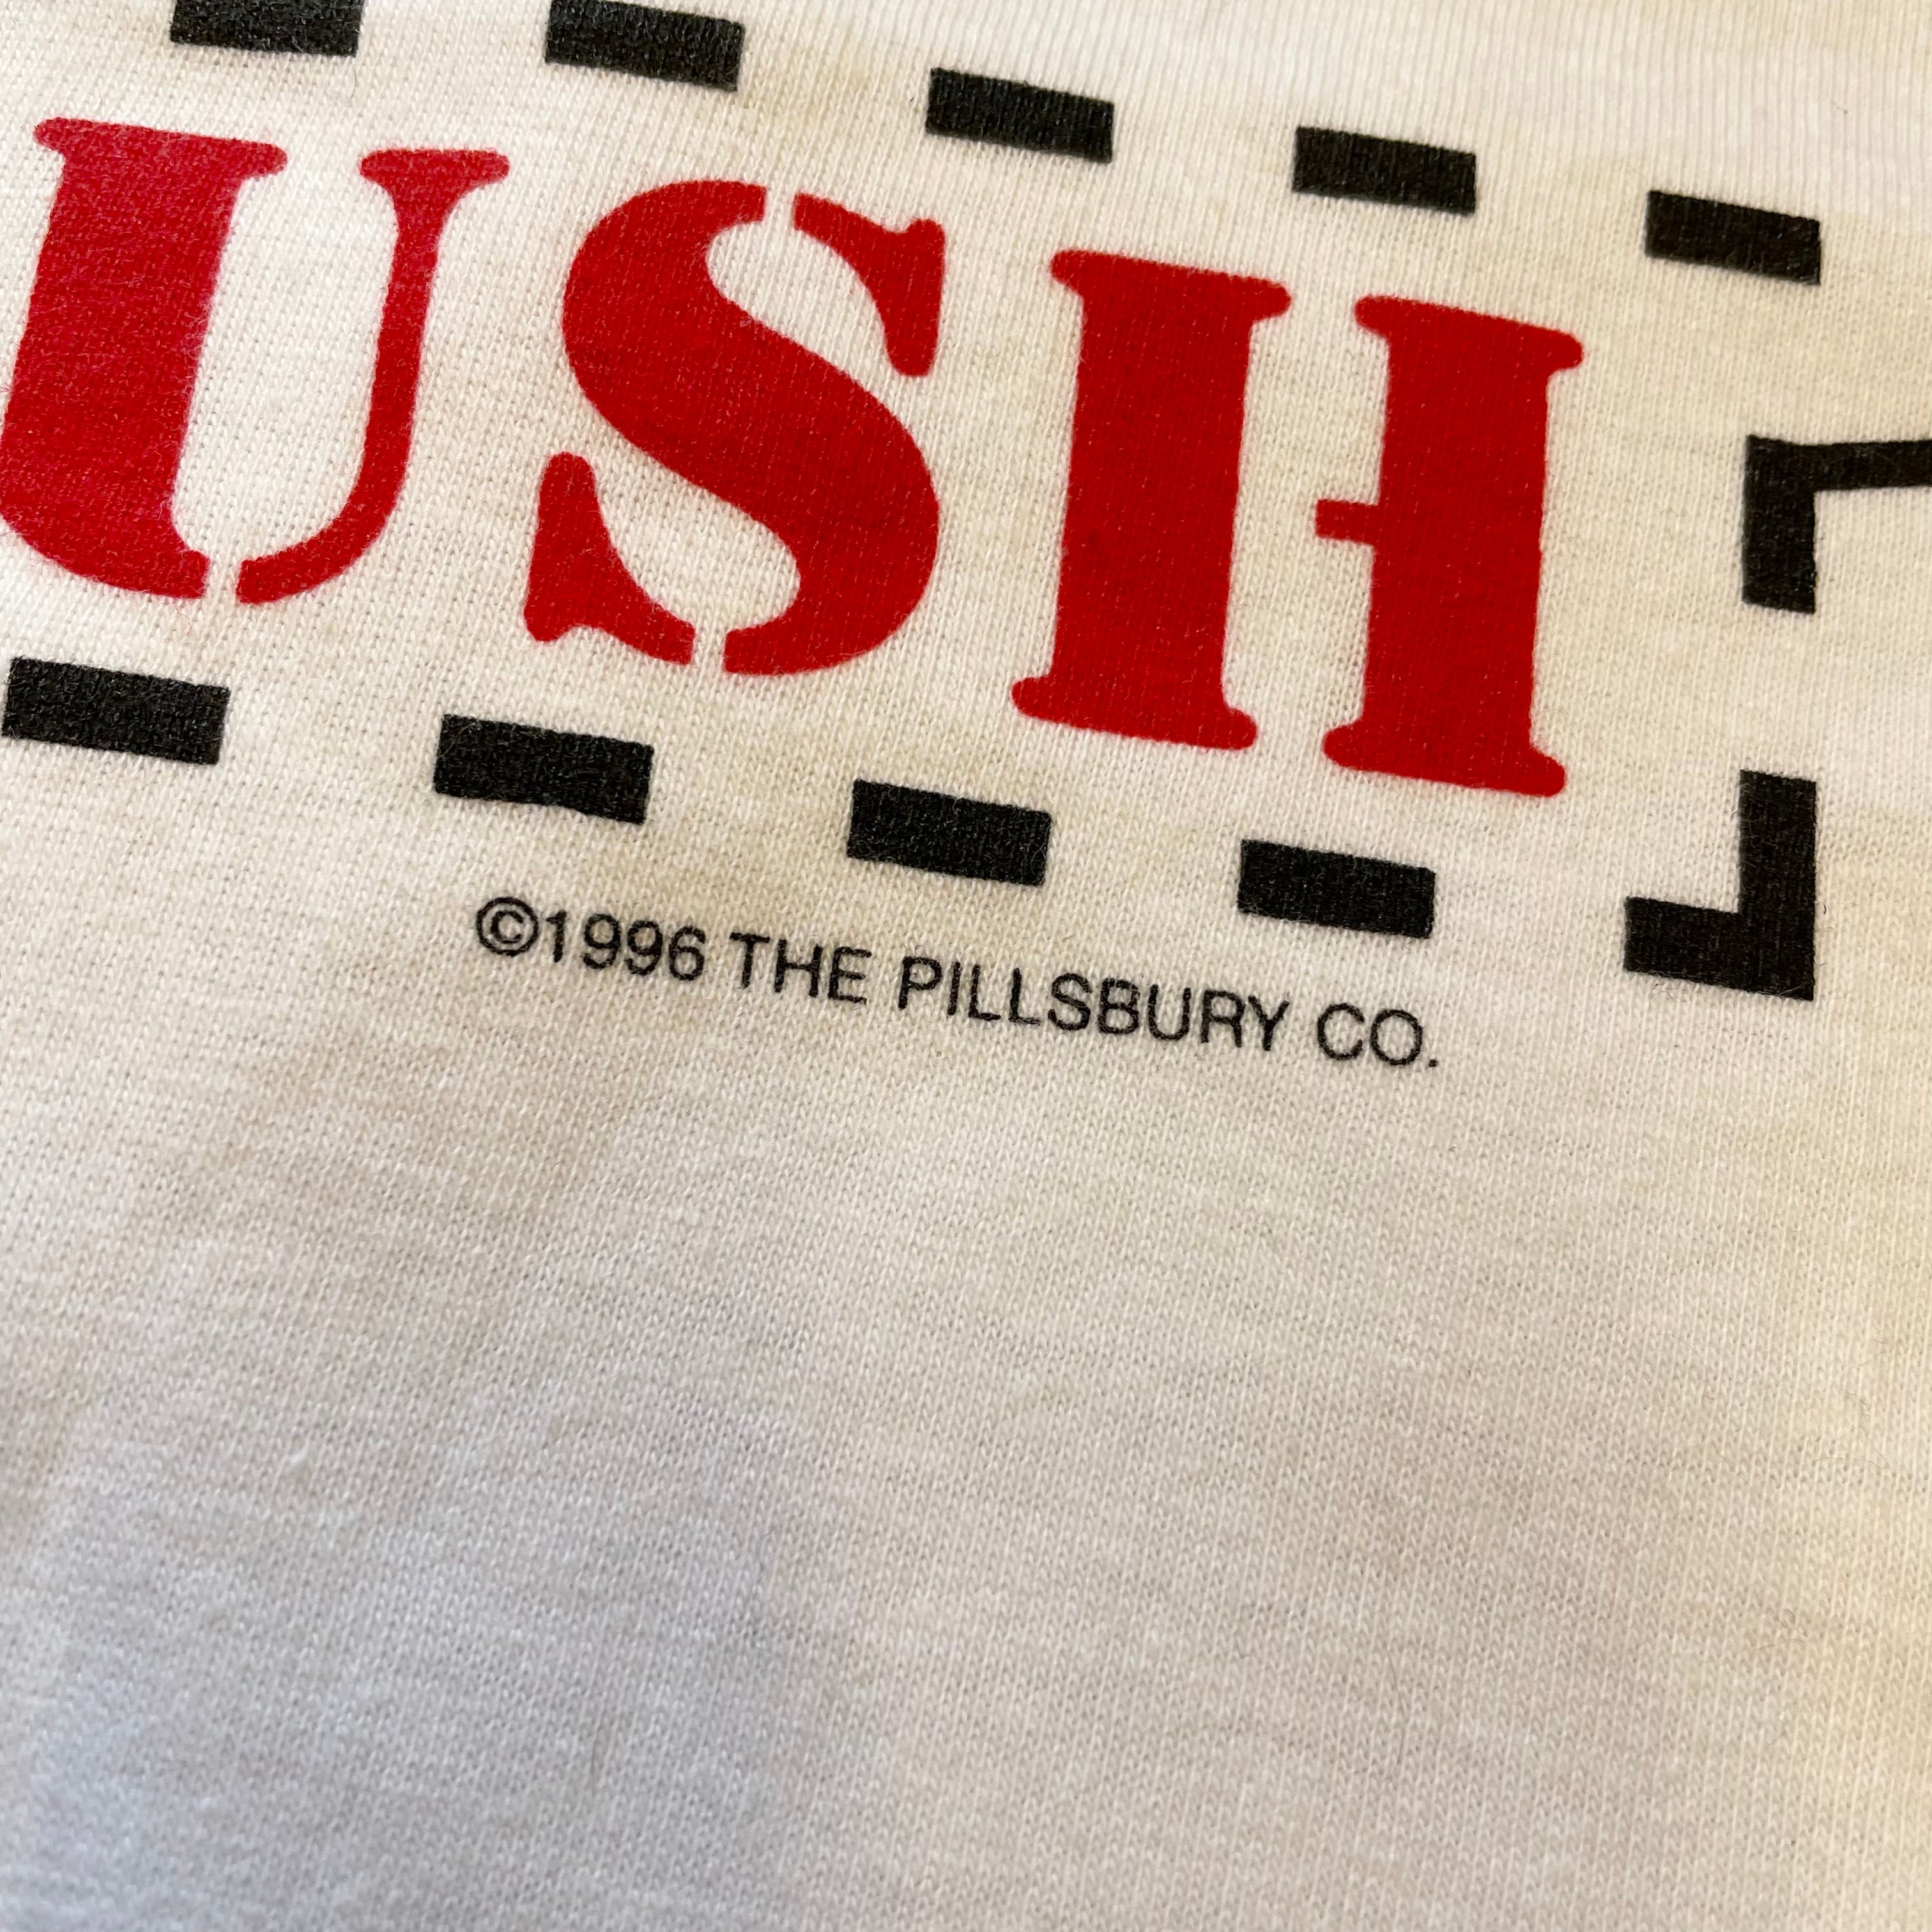 USH
©1996 THE PILLSBURY CO.